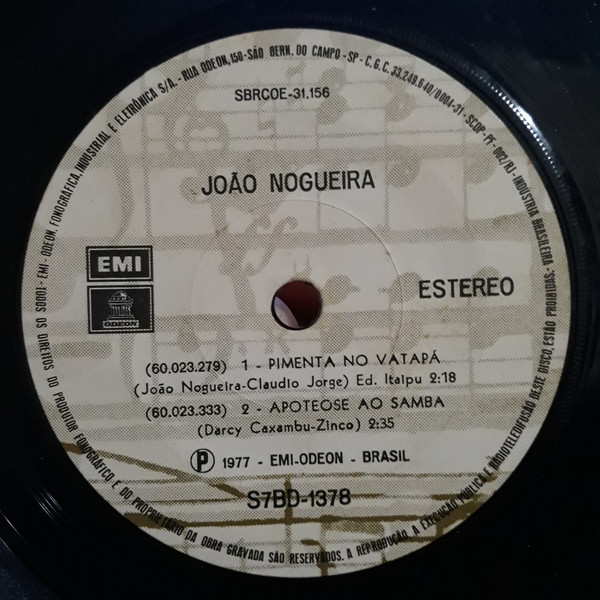 TODOS OS DIREITOS DO PRODUTOR FONOGRÁFICO E DO PROPRIETÁRIO DA OBRA GRAVADA SÃO RESERVADOS. A REPRODUÇÃO, A EXECUÇÃO PÚBLICA E RADIOTELEDIFUSÃO DESTE DISCO, ESTÃO PROIBIDAS.- EMI - ODEON, FONOGRÁFICA, INDUSTRIAL E ELETRÔNICA S/A. - RUA ODEON, 150 - SÃO BERN. DO CAMPO - SP - C.G.C. 33.249.640/0004-31 - SCDP - PF - 002/RJ - INDÚSTRIA BRASILEIRA
SBRCOE-31.156
JOÃO NOGUEIRA
EMI
ODEON
ESTEREO
(60.023.279) 1 - PIMENTA NO VATAPÁ
(João Nogueira-Claudio Jorge) Ed. Itaipu 2:18
(60.023.333) 2 - APOTEOSE AO SAMBA
(Darcy Caxambu-Zinco) 2:35
Ⓟ 1977 - EMI-ODEON - BRASIL
S7BD-1378